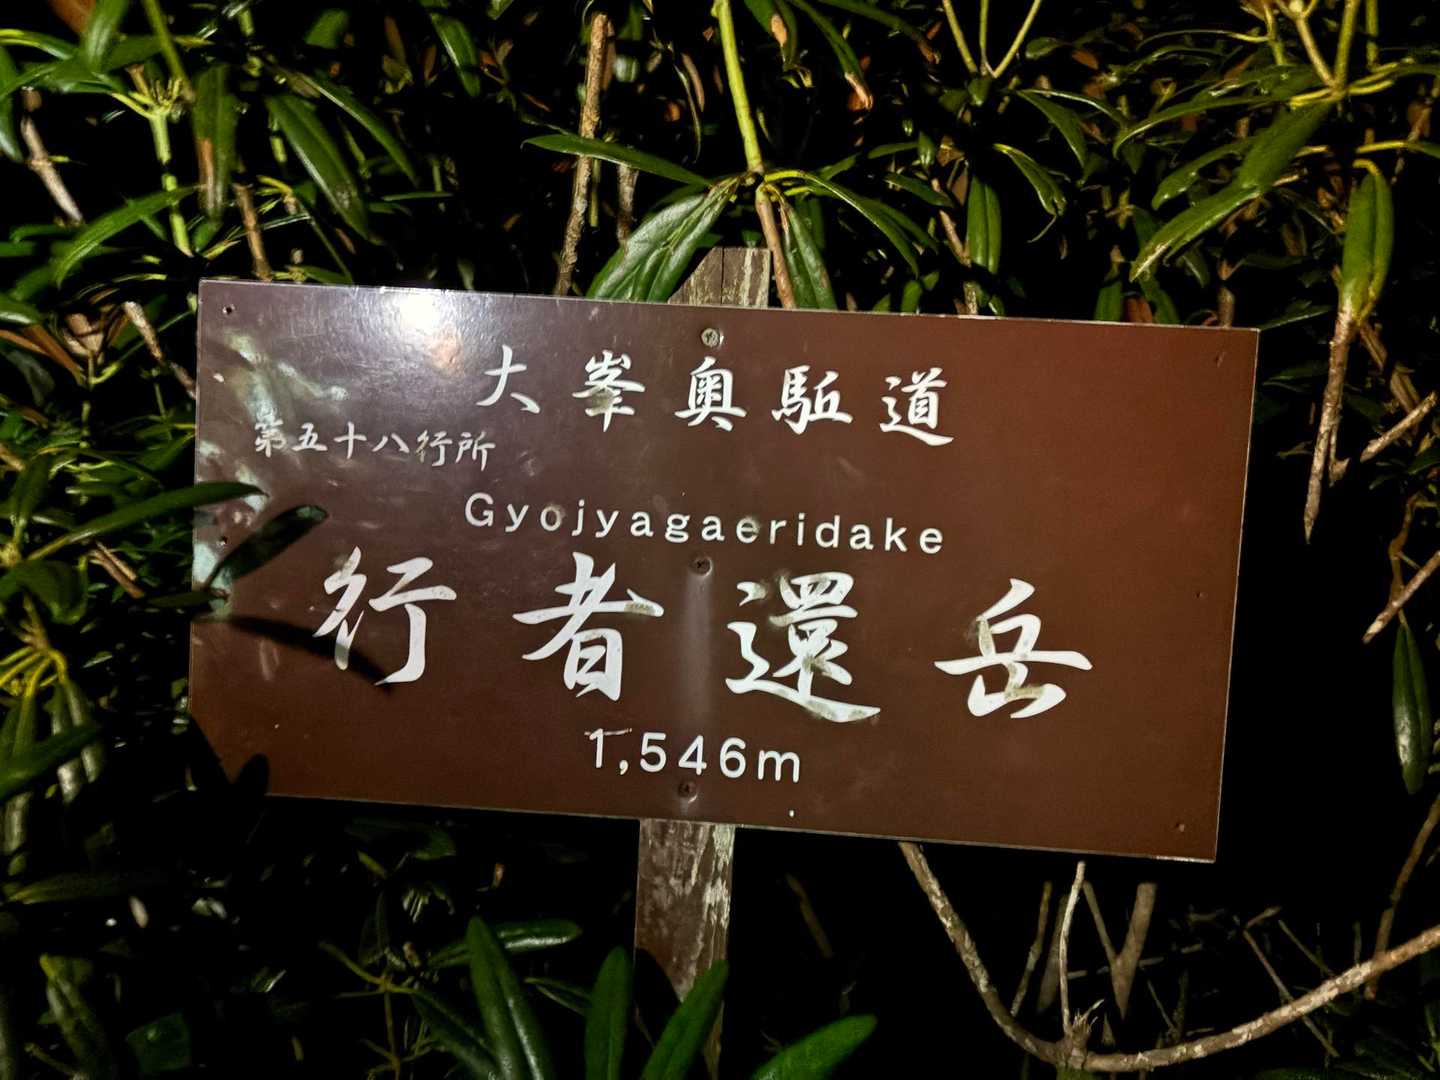 大峯奥駈道
第五十八行所
Gyojyagaeridake
行者還岳
1,546m